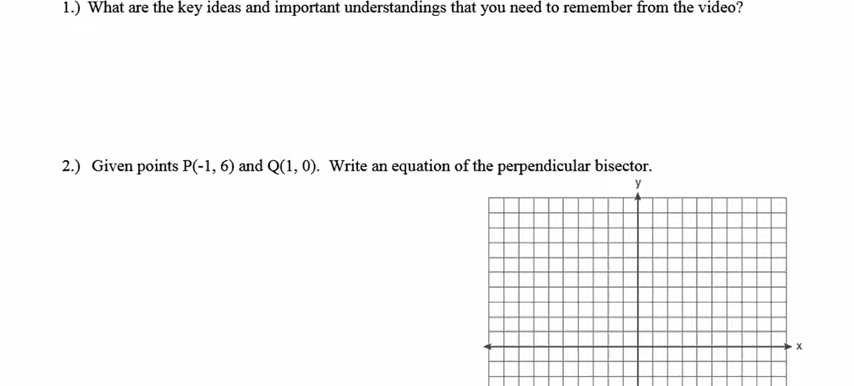 1.) What are the key ideas and important understandings that you need to remember from the video?
2.) Given points P(-1, 6) and Q(1, 0). Write an equation of the perpendicular bisector.
y
x